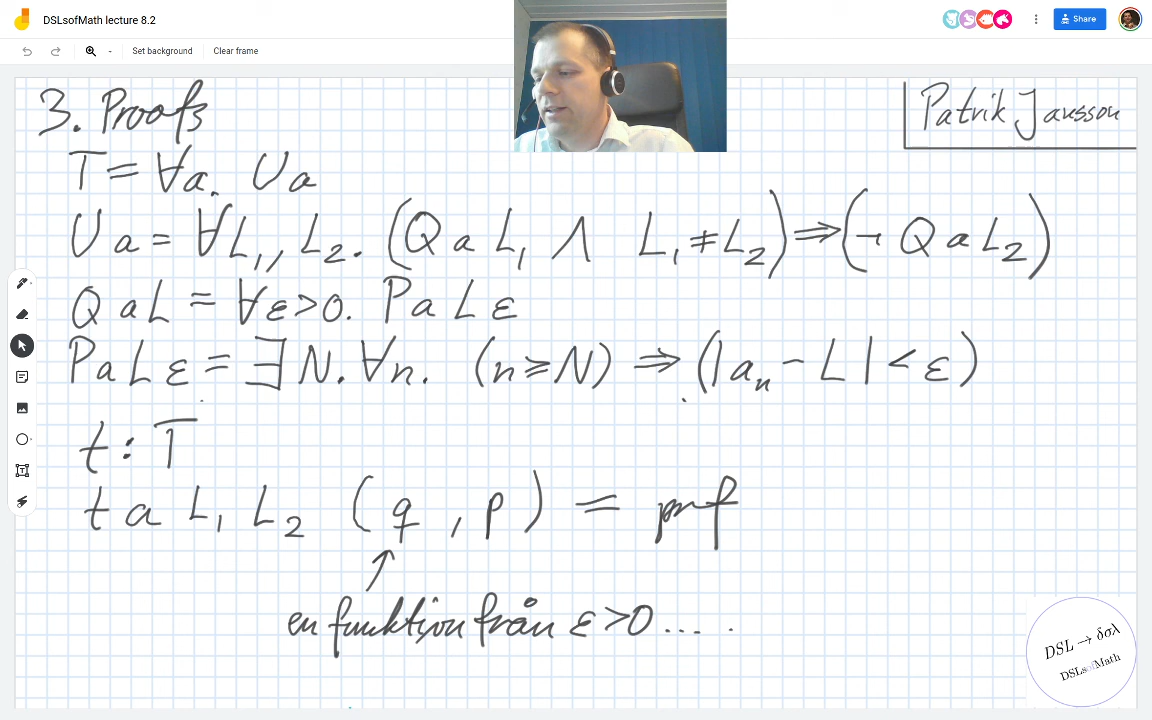 DSLsofMath lecture 8.2
Share
Set background
Clear frame
3. Proofs
Patrik Jansson
T = ∀a. U a
U a = ∀L₁, L₂. (Q a L₁ ∧ L₁ ≠ L₂) ⇒ (¬ Q a L₂)
Q a L = ∀ε>0. P a L ε
P a L ε = ∃N. ∀n. (n ≥ N) ⇒ (|aₙ - L| < ε)
t : T
t a L₁ L₂ (q, p) = prf
↑
en funktion från ε>0 ....
DSL → δσλ
DSLsofMath